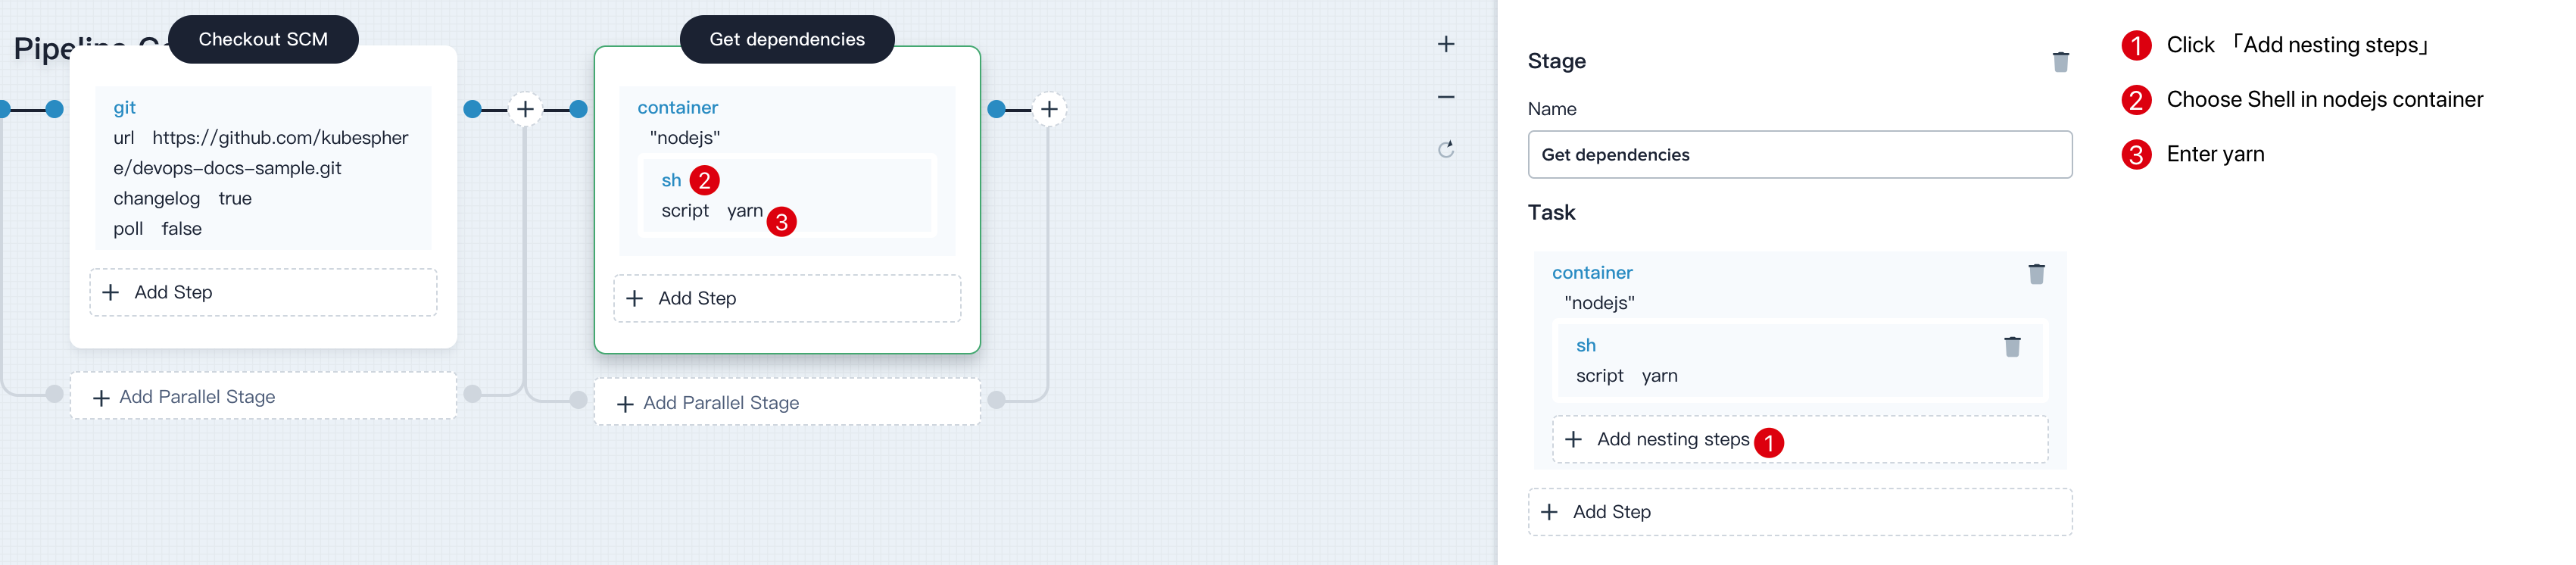 Pipeline
Checkout SCM
git
url https://github.com/kubespher
e/devops-docs-sample.git
changelog true
poll false
Add Step
Add Parallel Stage
Get dependencies
container
"nodejs"
sh 2
script yarn 3
Add Step
Add Parallel Stage
Stage
Name
Get dependencies
Task
container
"nodejs"
sh
script yarn
Add nesting steps 1
Add Step
1 Click 「Add nesting steps」
2 Choose Shell in nodejs container
3 Enter yarn